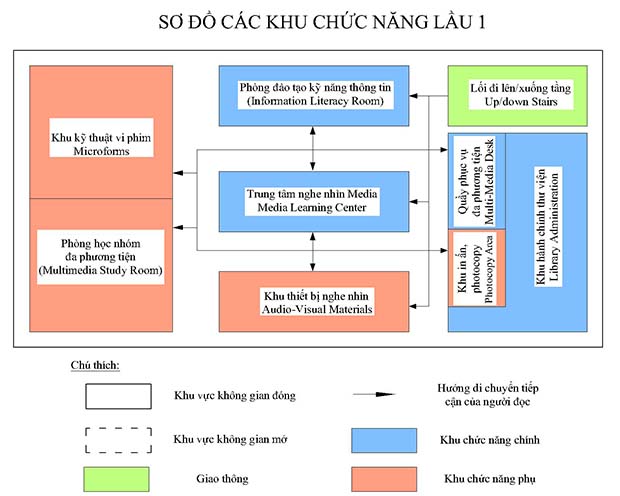 SƠ ĐỒ CÁC KHU CHỨC NĂNG LẦU 1
Phòng đào tạo kỹ năng thông tin
(Information Literacy Room)
Lối đi lên/xuống tầng
Up/down Stairs
Khu kỹ thuật vi phim
Microforms
Trung tâm nghe nhìn Media
Media Learning Center
Quầy phục vụ
đa phương tiện
Multi-Media Desk
Khu hành chính thư viện
Library Administration
Phòng học nhóm
đa phương tiện
(Multimedia Study Room)
Khu in ấn,
photocopy
Photocopy Aca
Khu thiết bị nghe nhìn
Audio-Visual Materials
Chú thích:
Khu vực không gian đóng
Hướng di chuyển tiếp
cận của người đọc
Khu vực không gian mở
Khu chức năng chính
Giao thông
Khu chức năng phụ